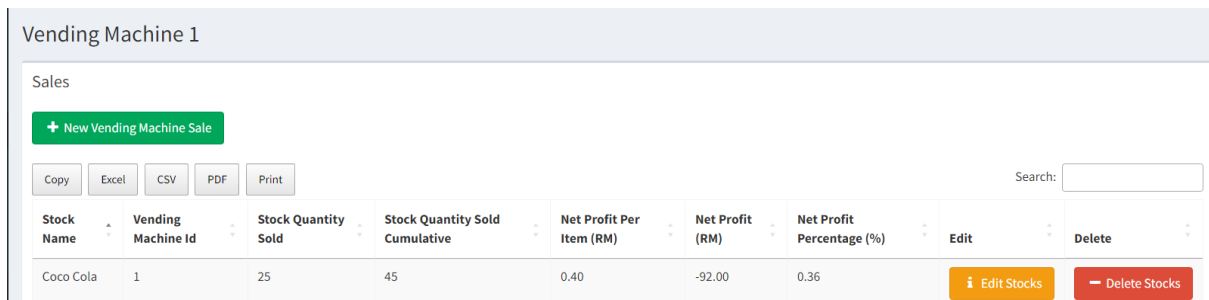 Vending Machine 1
Sales
+ New Vending Machine Sale
Copy Excel CSV PDF Print Search:
Stock Name Vending Machine Id Stock Quantity Sold Stock Quantity Sold Cumulative Net Profit Per Item (RM) Net Profit (RM) Net Profit Percentage (%) Edit Delete
Coco Cola 1 25 45 0.40 -92.00 0.36 Edit Stocks Delete Stocks